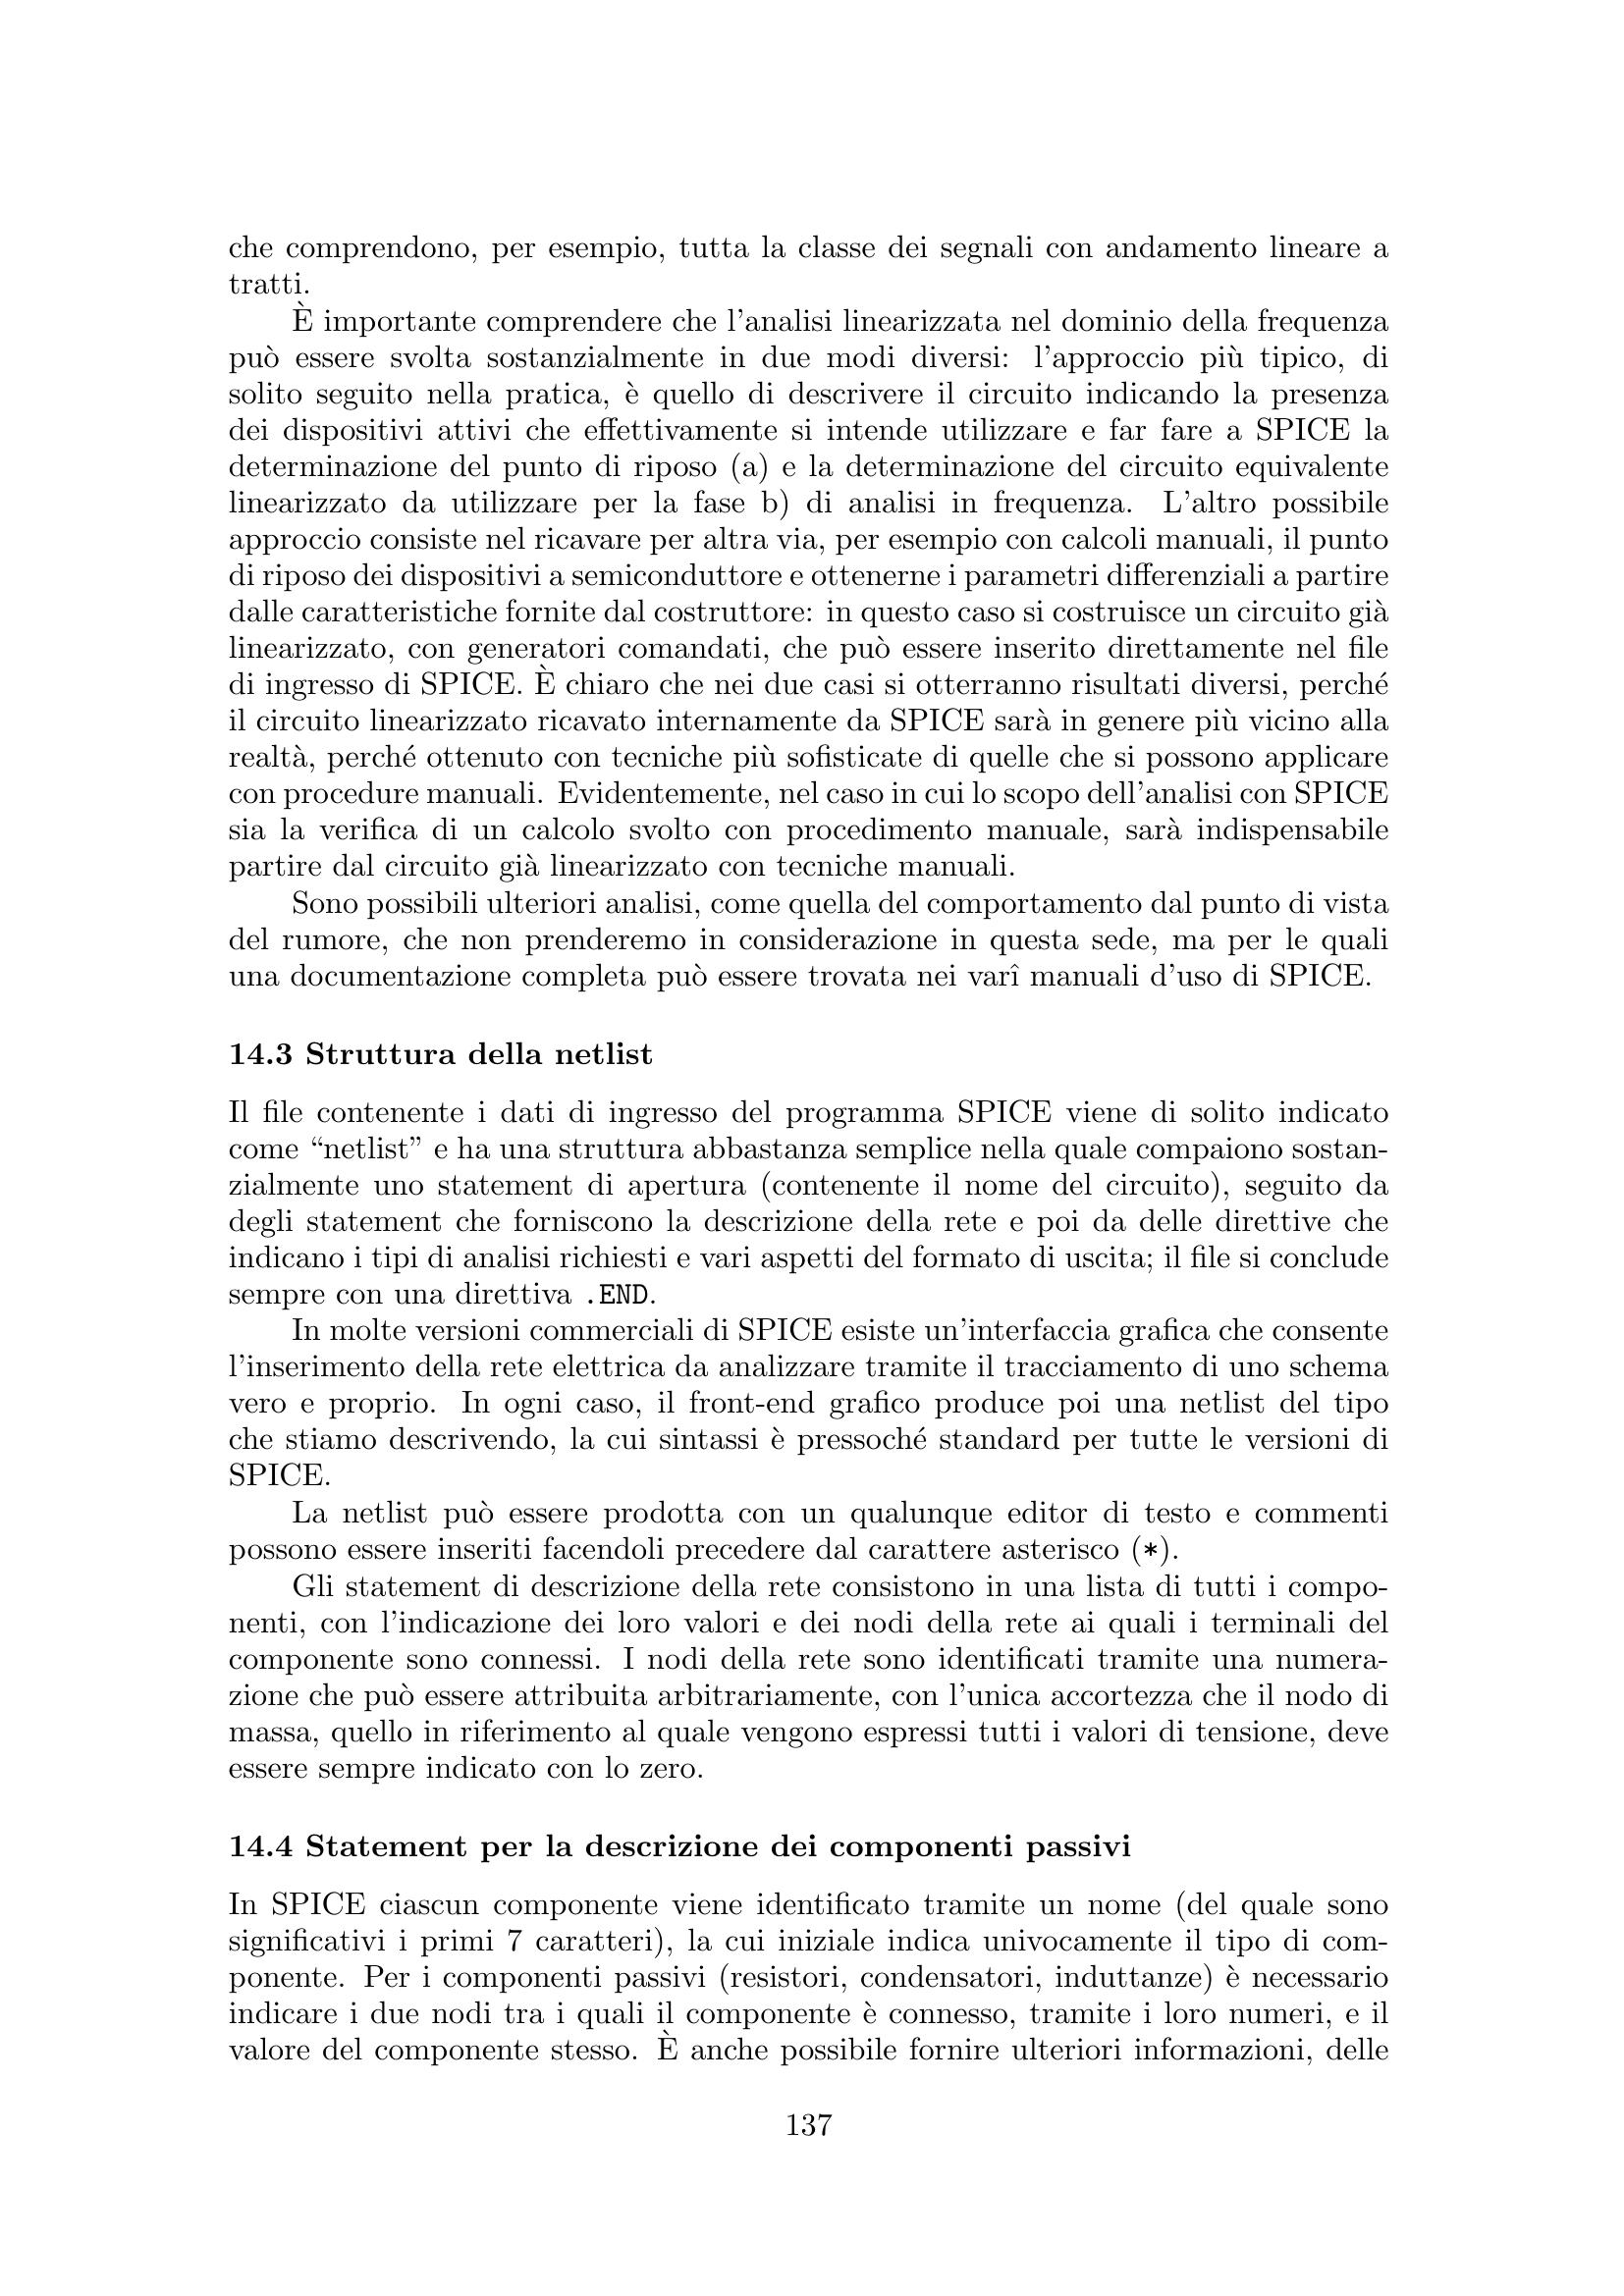 che comprendono, per esempio, tutta la classe dei segnali con andamento lineare a
tratti.
È importante comprendere che l'analisi linearizzata nel dominio della frequenza
può essere svolta sostanzialmente in due modi diversi: l'approccio più tipico, di
solito seguito nella pratica, è quello di descrivere il circuito indicando la presenza
dei dispositivi attivi che effettivamente si intende utilizzare e far fare a SPICE la
determinazione del punto di riposo (a) e la determinazione del circuito equivalente
linearizzato da utilizzare per la fase b) di analisi in frequenza. L'altro possibile
approccio consiste nel ricavare per altra via, per esempio con calcoli manuali, il punto
di riposo dei dispositivi a semiconduttore e ottenerne i parametri differenziali a partire
dalle caratteristiche fornite dal costruttore: in questo caso si costruisce un circuito già
linearizzato, con generatori comandati, che può essere inserito direttamente nel file
di ingresso di SPICE. È chiaro che nei due casi si otterranno risultati diversi, perché
il circuito linearizzato ricavato internamente da SPICE sarà in genere più vicino alla
realtà, perché ottenuto con tecniche più sofisticate di quelle che si possono applicare
con procedure manuali. Evidentemente, nel caso in cui lo scopo dell'analisi con SPICE
sia la verifica di un calcolo svolto con procedimento manuale, sarà indispensabile
partire dal circuito già linearizzato con tecniche manuali.
Sono possibili ulteriori analisi, come quella del comportamento dal punto di vista
del rumore, che non prenderemo in considerazione in questa sede, ma per le quali
una documentazione completa può essere trovata nei varî manuali d'uso di SPICE.
14.3 Struttura della netlist
Il file contenente i dati di ingresso del programma SPICE viene di solito indicato
come “netlist” e ha una struttura abbastanza semplice nella quale compaiono sostan-
zialmente uno statement di apertura (contenente il nome del circuito), seguito da
degli statement che forniscono la descrizione della rete e poi da delle direttive che
indicano i tipi di analisi richiesti e vari aspetti del formato di uscita; il file si conclude
sempre con una direttiva .END.
In molte versioni commerciali di SPICE esiste un'interfaccia grafica che consente
l'inserimento della rete elettrica da analizzare tramite il tracciamento di uno schema
vero e proprio. In ogni caso, il front-end grafico produce poi una netlist del tipo
che stiamo descrivendo, la cui sintassi è pressoché standard per tutte le versioni di
SPICE.
La netlist può essere prodotta con un qualunque editor di testo e commenti
possono essere inseriti facendoli precedere dal carattere asterisco (*).
Gli statement di descrizione della rete consistono in una lista di tutti i compo-
nenti, con l'indicazione dei loro valori e dei nodi della rete ai quali i terminali del
componente sono connessi. I nodi della rete sono identificati tramite una numera-
zione che può essere attribuita arbitrariamente, con l'unica accortezza che il nodo di
massa, quello in riferimento al quale vengono espressi tutti i valori di tensione, deve
essere sempre indicato con lo zero.
14.4 Statement per la descrizione dei componenti passivi
In SPICE ciascun componente viene identificato tramite un nome (del quale sono
significativi i primi 7 caratteri), la cui iniziale indica univocamente il tipo di com-
ponente. Per i componenti passivi (resistori, condensatori, induttanze) è necessario
indicare i due nodi tra i quali il componente è connesso, tramite i loro numeri, e il
valore del componente stesso. È anche possibile fornire ulteriori informazioni, delle
137